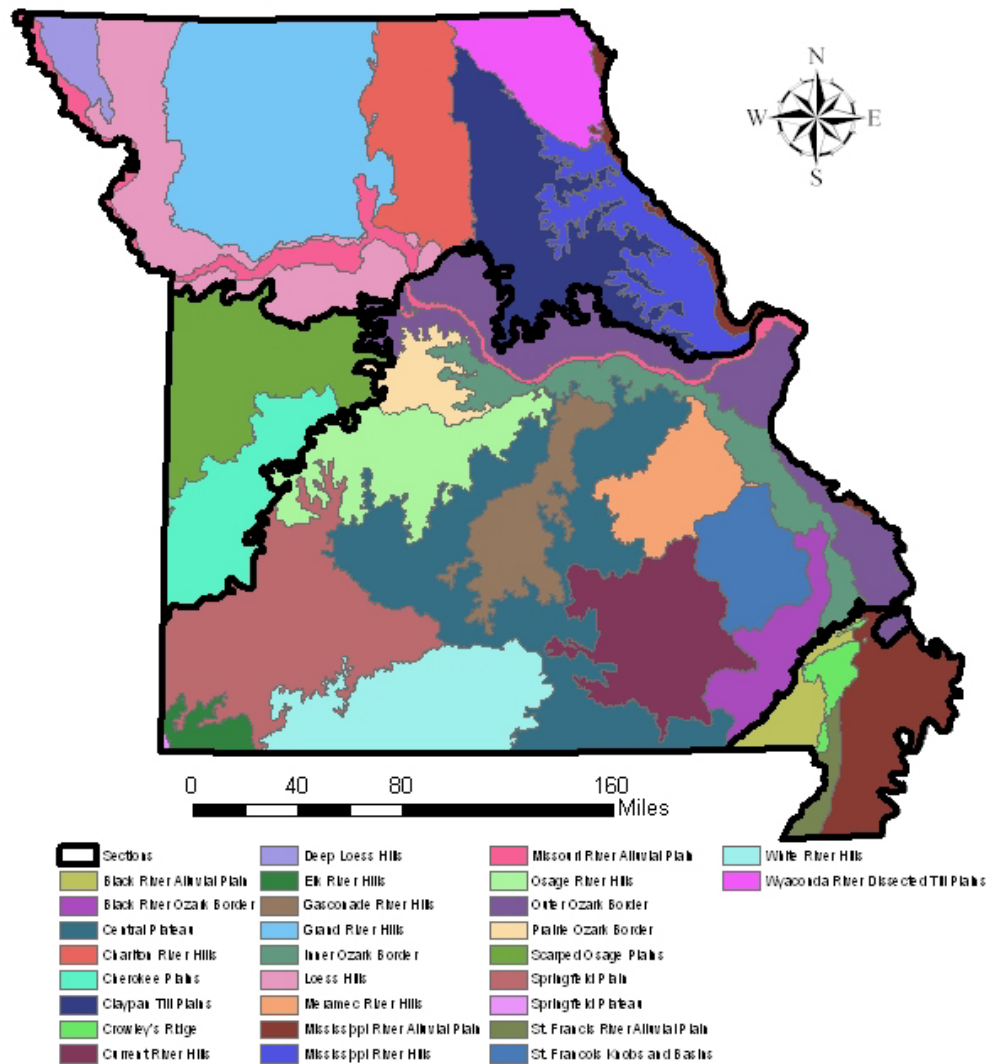 N
W E
S
0 40 80 160
Miles
Sections
Black River Alluvial Plain
Black River Ozark Border
Central Plateau
Chariton River Hills
Cherokee Plains
Claypan Till Plains
Crowley's Ridge
Current River Hills
Deep Loess Hills
Elk River Hills
Gasconade River Hills
Grand River Hills
Inner Ozark Border
Loess Hills
Meramec River Hills
Mississippi River Alluvial Plain
Mississippi River Hills
Missouri River Alluvial Plain
Osage River Hills
Outer Ozark Border
Prairie Ozark Border
Scarped Osage Plains
Springfield Plain
Springfield Plateau
St. Francis River Alluvial Plain
St. Francois Knobs and Basins
White River Hills
Wyaconda River Dissected Till Plains